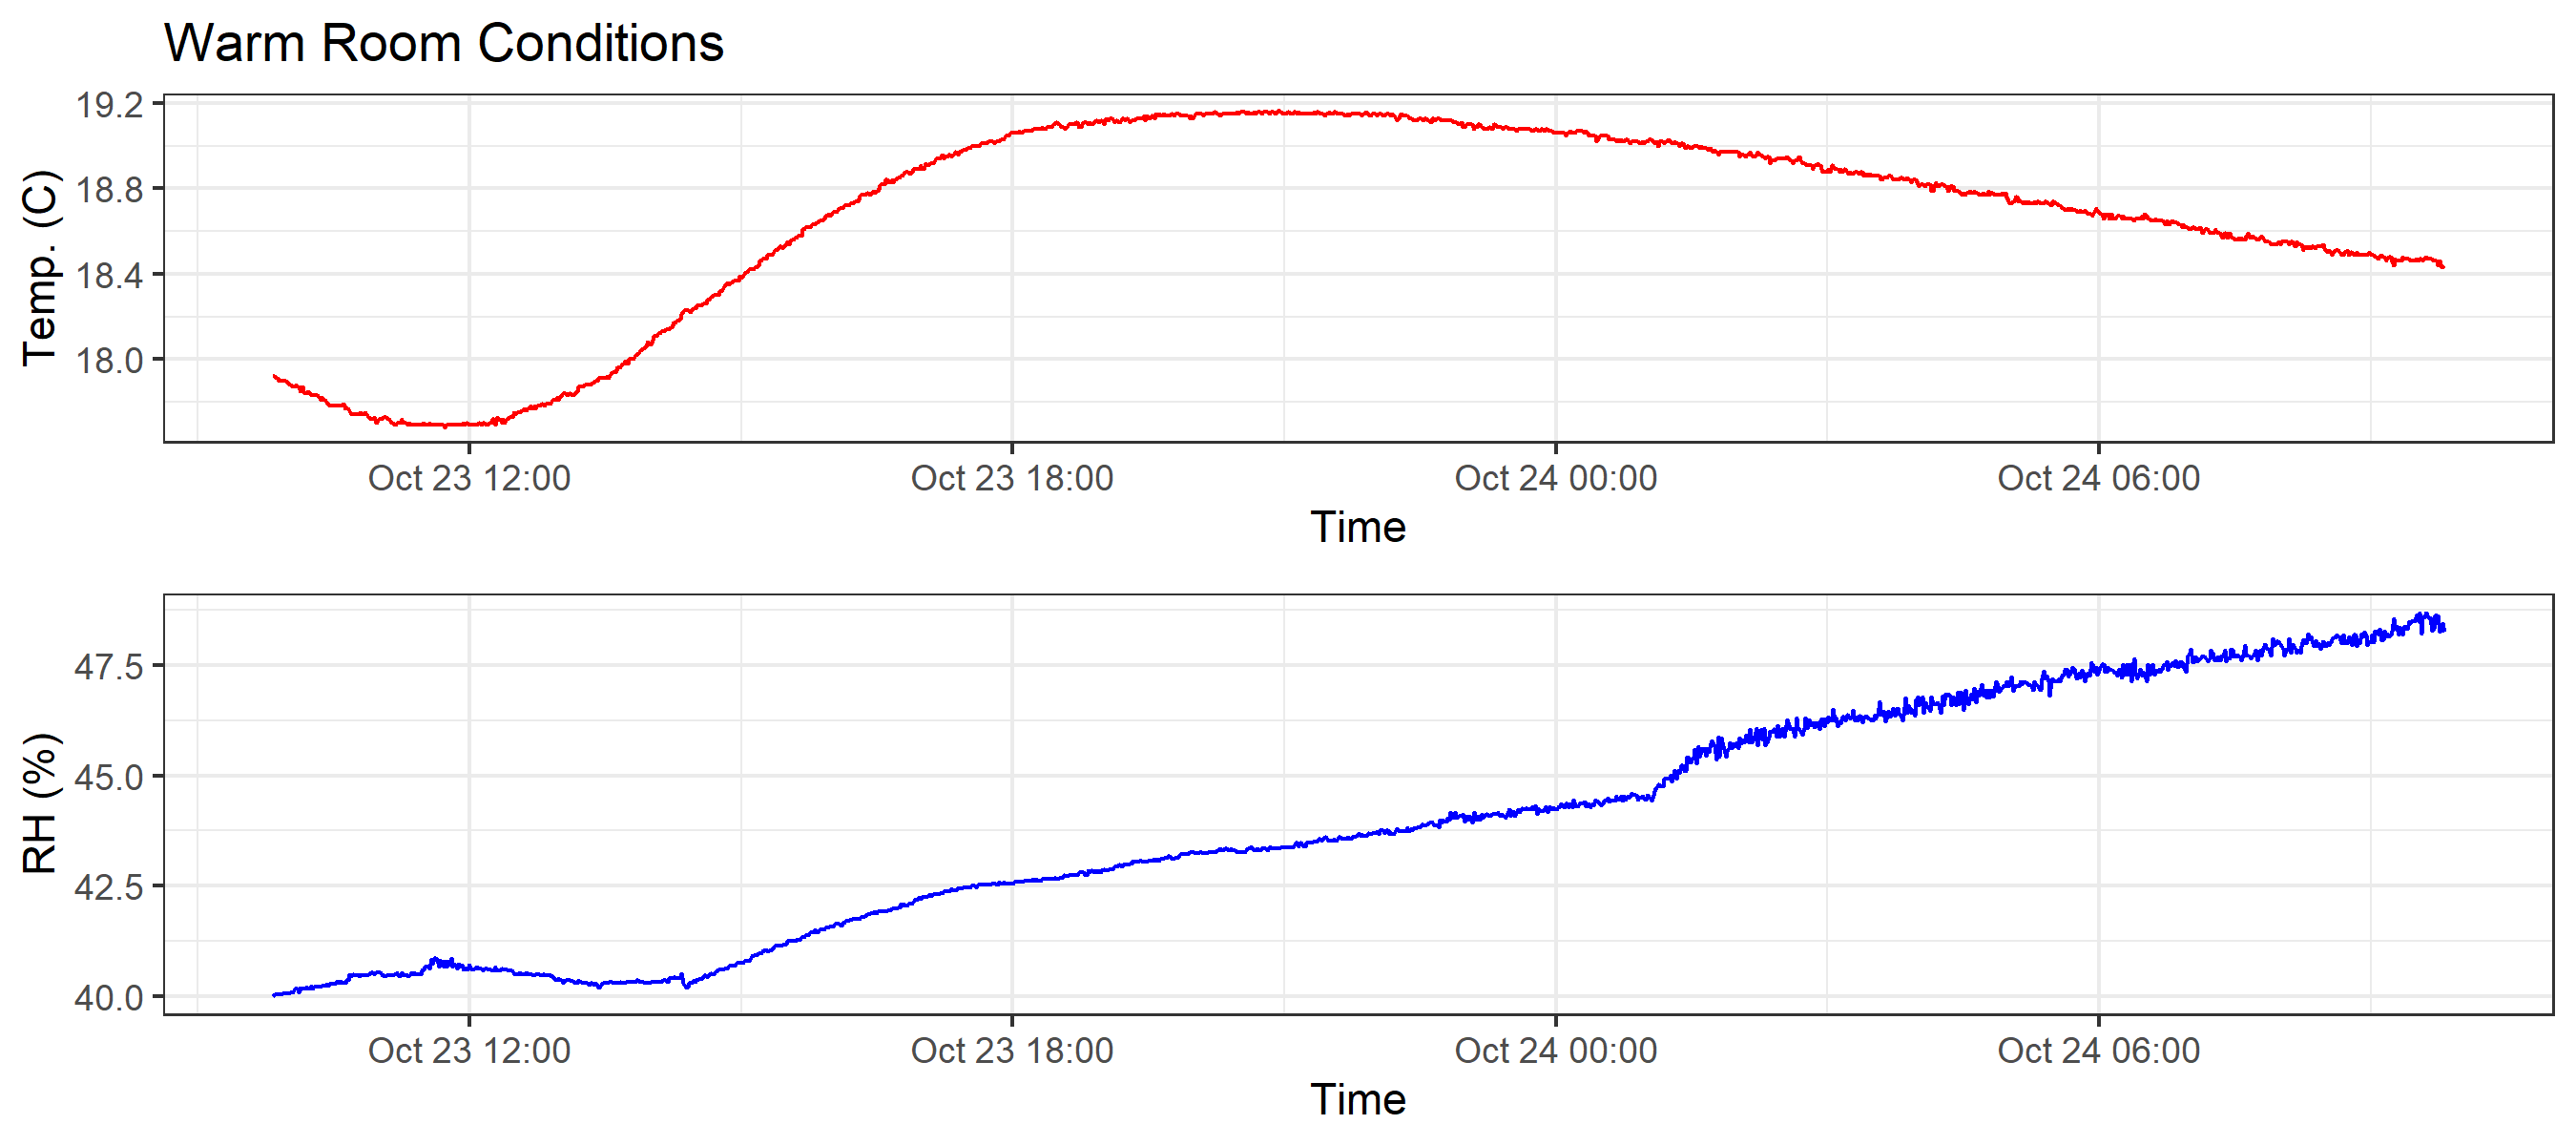 Warm Room Conditions
Temp. (C)
19.2
18.8
18.4
18.0
Oct 23 12:00 Oct 23 18:00 Oct 24 00:00 Oct 24 06:00
Time
RH (%)
47.5
45.0
42.5
40.0
Oct 23 12:00 Oct 23 18:00 Oct 24 00:00 Oct 24 06:00
Time